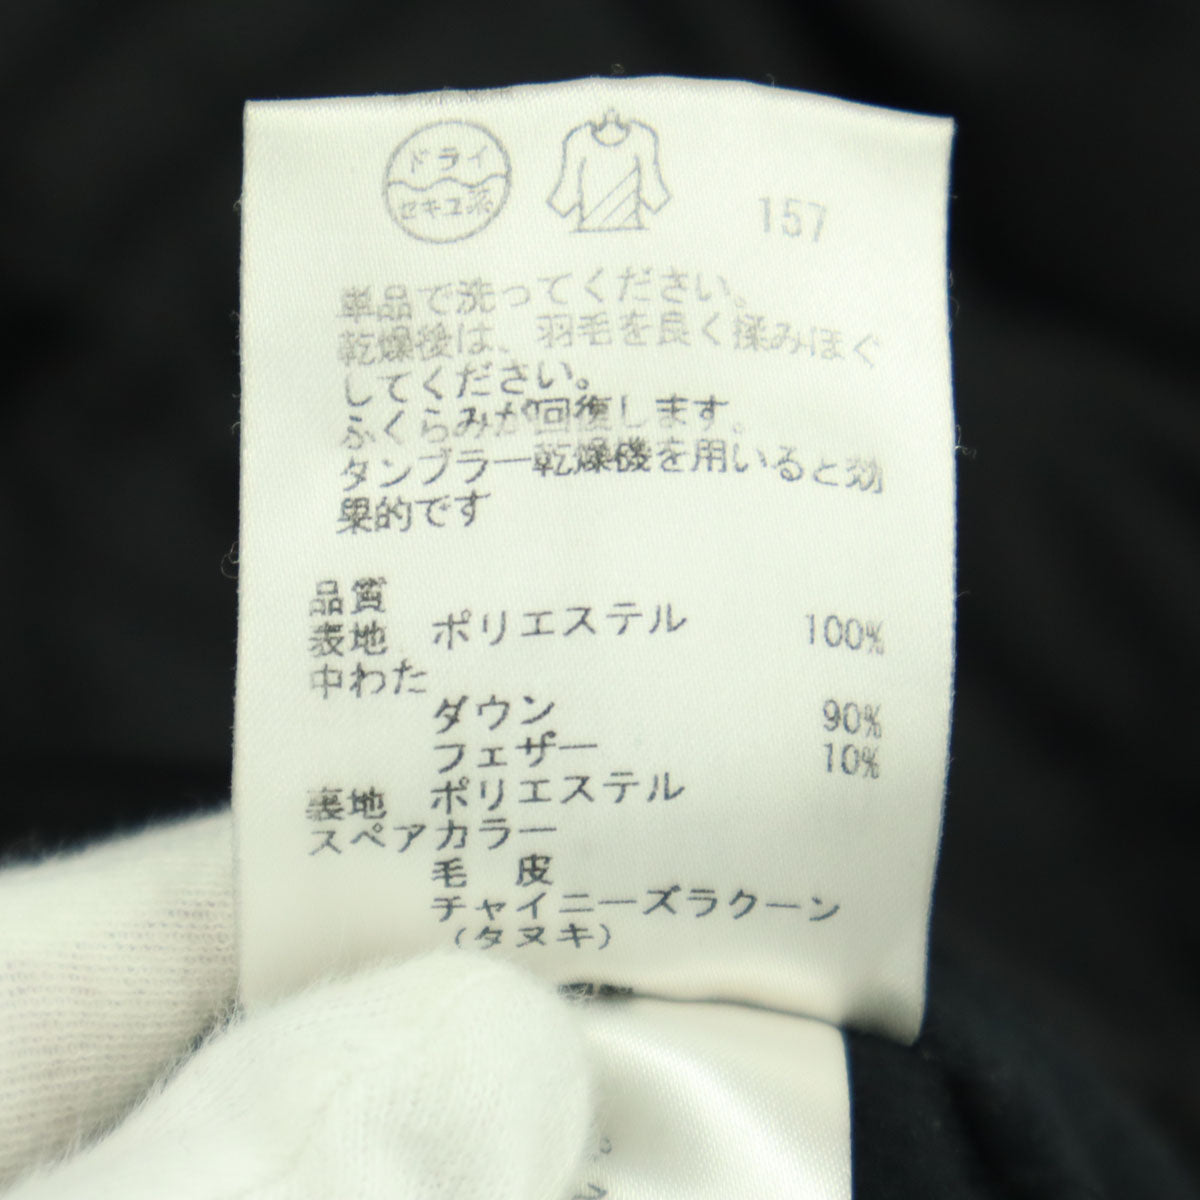 ドライ
セキユ系
157
単品で洗ってください。
乾燥後は、羽毛を良く揉みほぐ
してください。
ふくらみが回復します。
タンブラー乾燥機を用いると効
果的です
品質
表地 ポリエステル 100%
中わた
ダウン 90%
フェザー 10%
裏地 ポリエステル
スペアカラー
毛 皮
チャイニーズラクーン
(タヌキ)